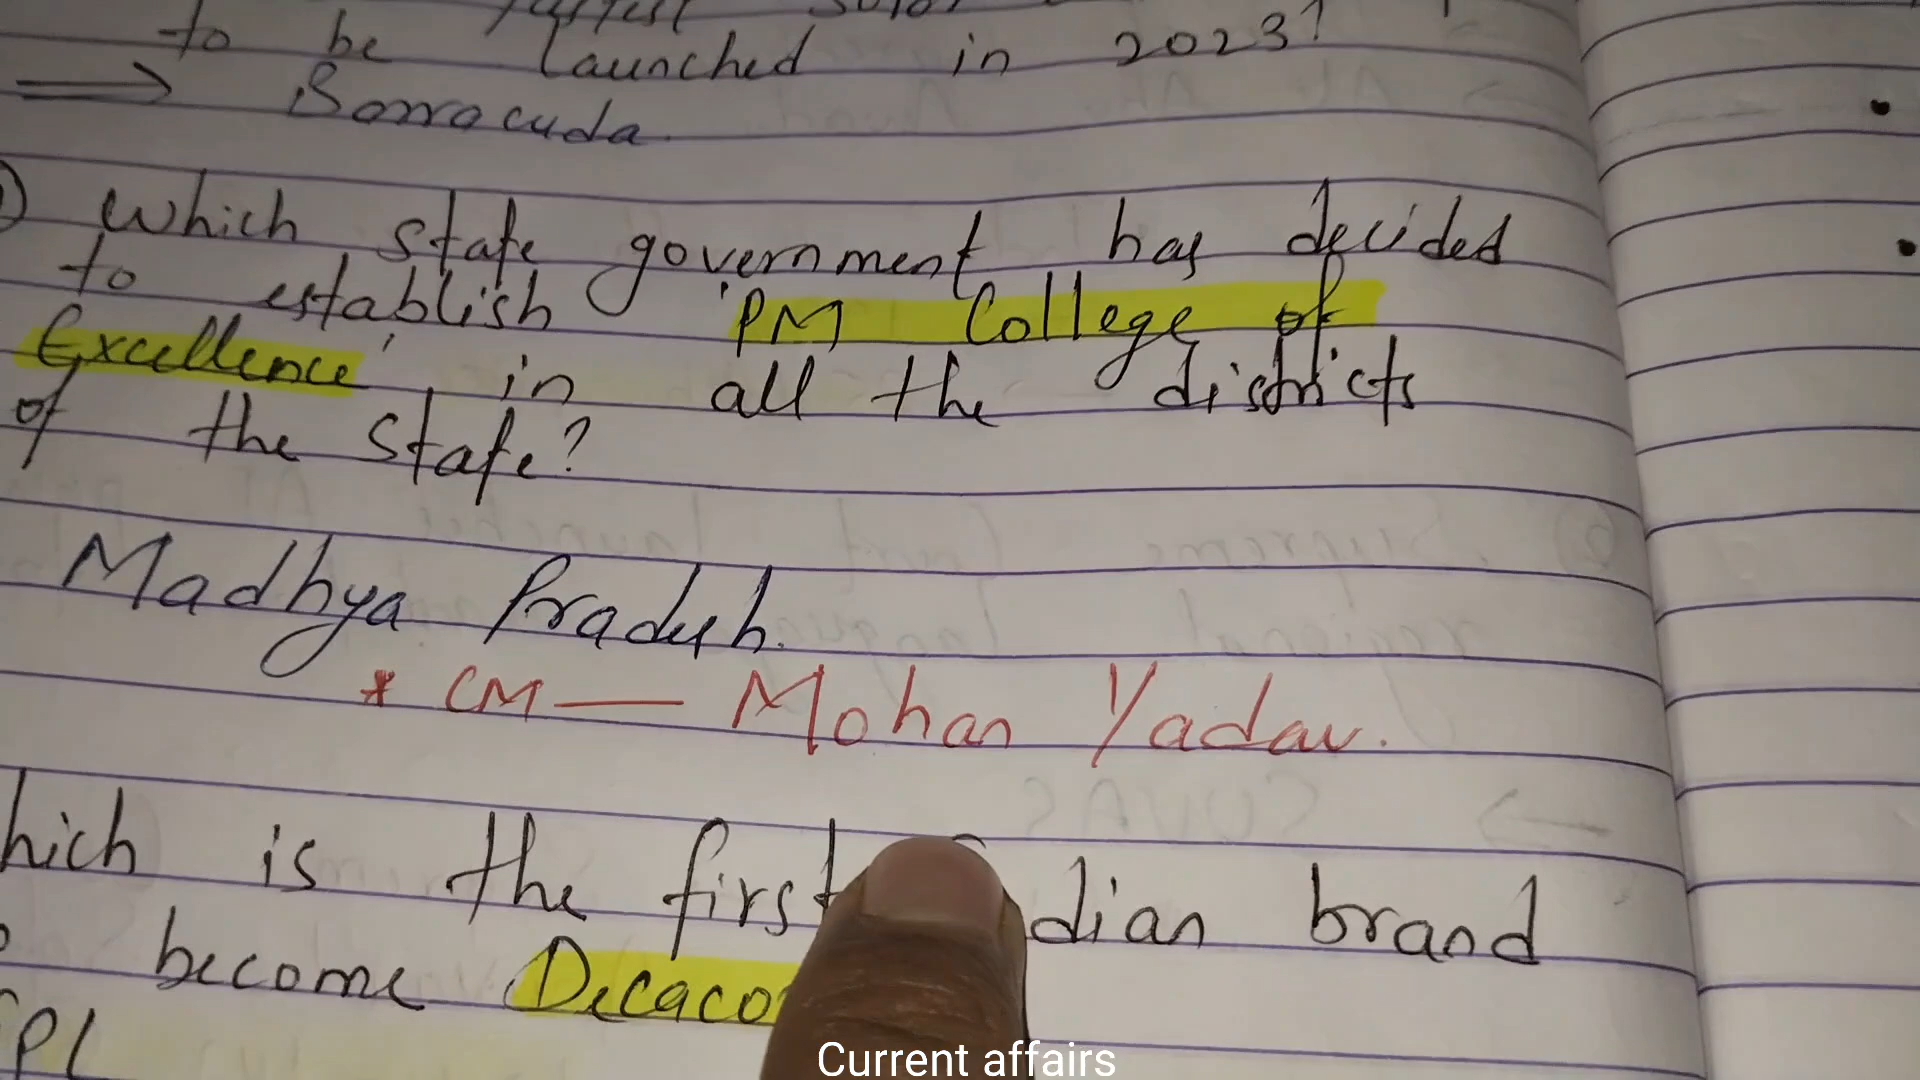 to be launched in 2023?
⇒ Barracuda
) Which state government has decided
to establish 'PM College of
Excellence' in all the districts
of the State?
Madhya Pradesh.
* CM — Mohan Yadav.
hich is the first dian brand
become Decaco
PL
Current affairs